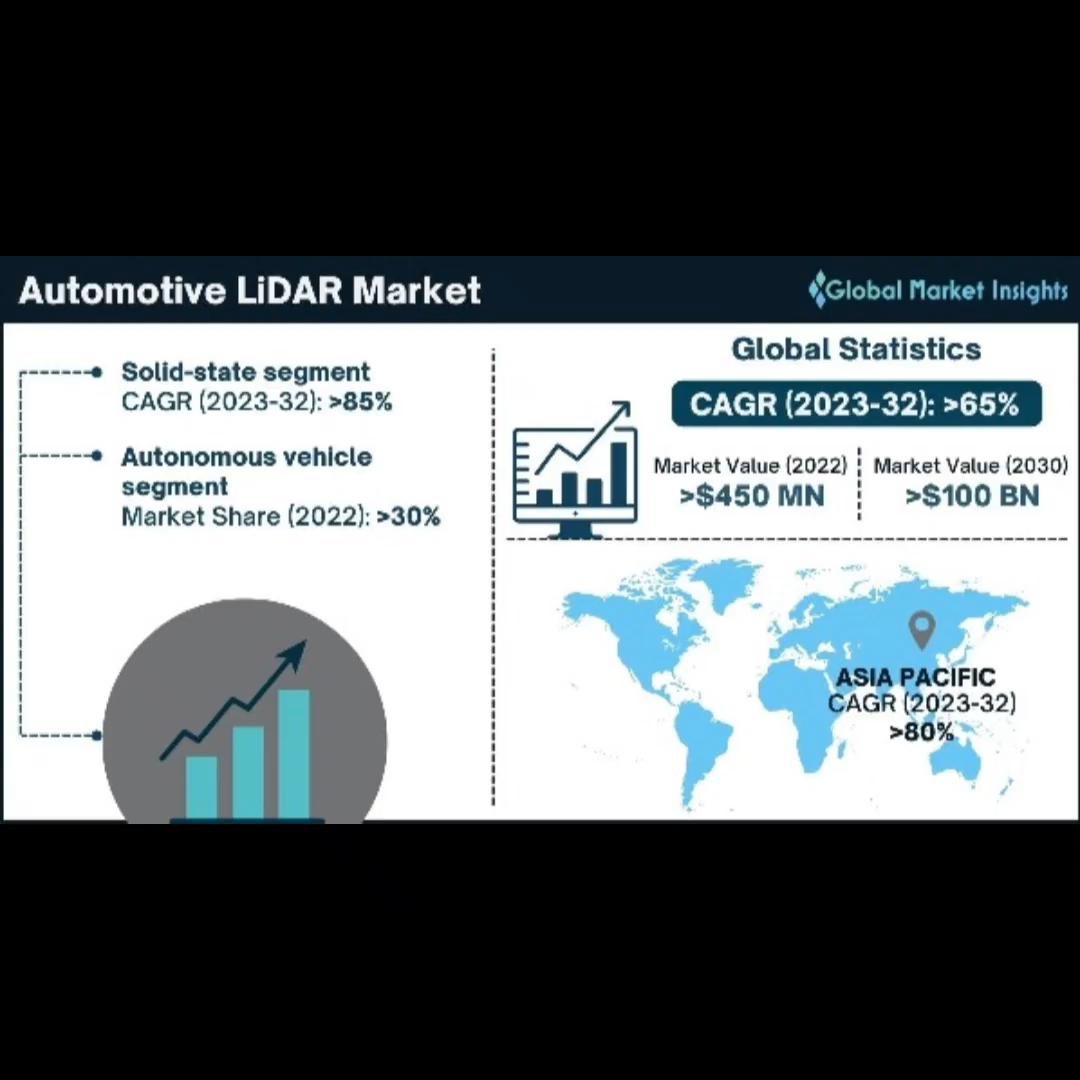 Automotive LiDAR Market
Global Market Insights
Solid-state segment
CAGR (2023-32): >85%
Autonomous vehicle
segment
Market Share (2022): >30%
Global Statistics
CAGR (2023-32): >65%
Market Value (2022)
>$450 MN
Market Value (2030)
>$100 BN
ASIA PACIFIC
CAGR (2023-32)
>80%